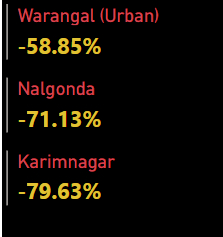 Warangal (Urban)
-58.85%
Nalgonda
-71.13%
Karimnagar
-79.63%